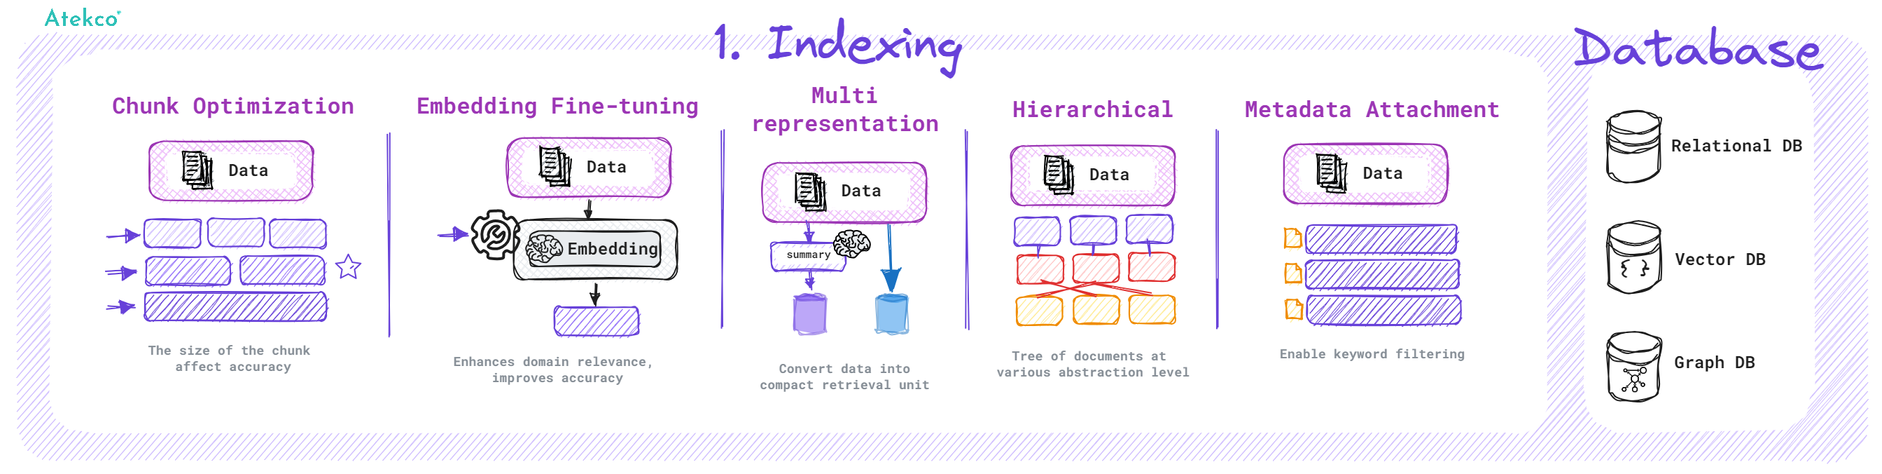 Atekco
1. Indexing
Database
Chunk Optimization
Data
The size of the chunk
affect accuracy
Embedding Fine-tuning
Data
Embedding
Enhances domain relevance,
improves accuracy
Multi
representation
Data
summary
Convert data into
compact retrieval unit
Hierarchical
Data
Tree of documents at
various abstraction level
Metadata Attachment
Data
Enable keyword filtering
Relational DB
Vector DB
Graph DB